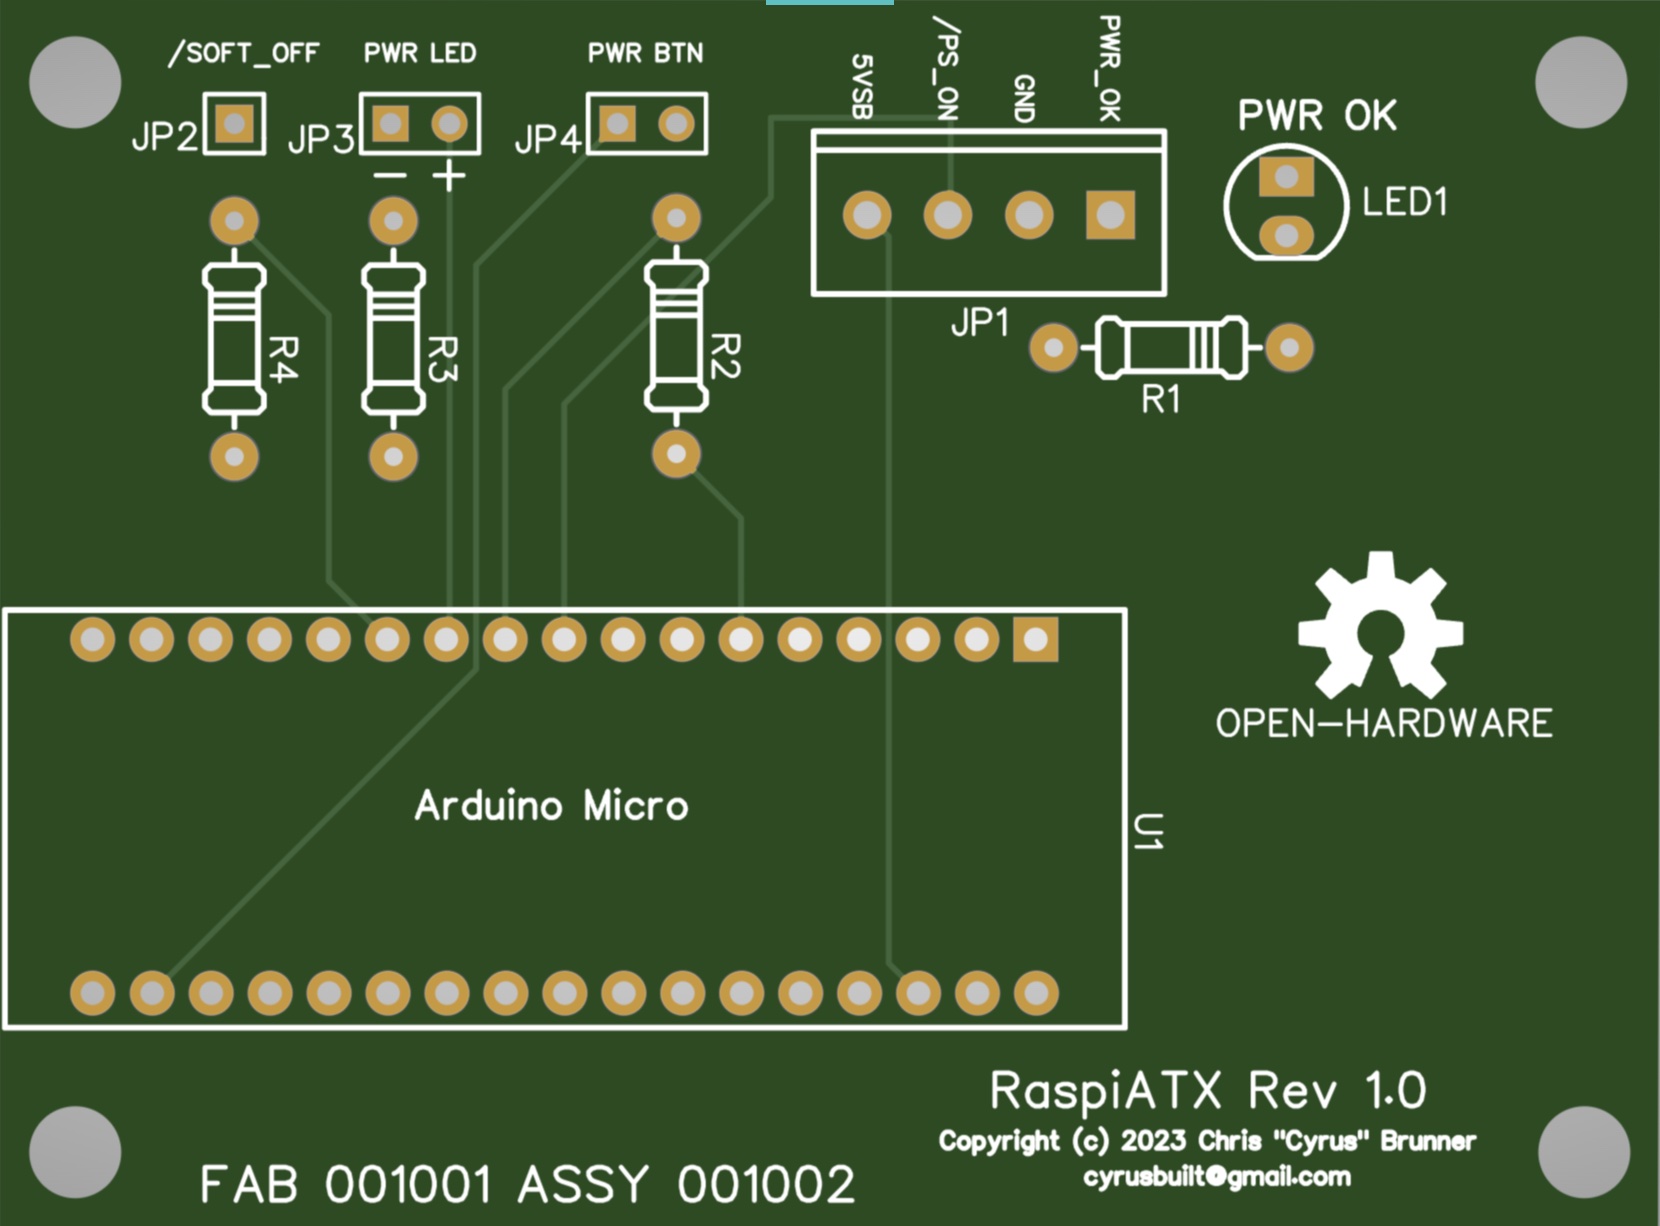 /SOFT_OFF
PWR LED
PWR BTN
5VSB
/PS_ON
GND
PWR_OK
PWR OK
JP2
JP3
JP4
LED1
— +
JP1
R4
R3
R2
R1
OPEN-HARDWARE
Arduino Micro
U1
RaspiATX Rev 1.0
Copyright (c) 2023 Chris "Cyrus" Brunner
cyrusbuilt@gmail.com
FAB 001001 ASSY 001002